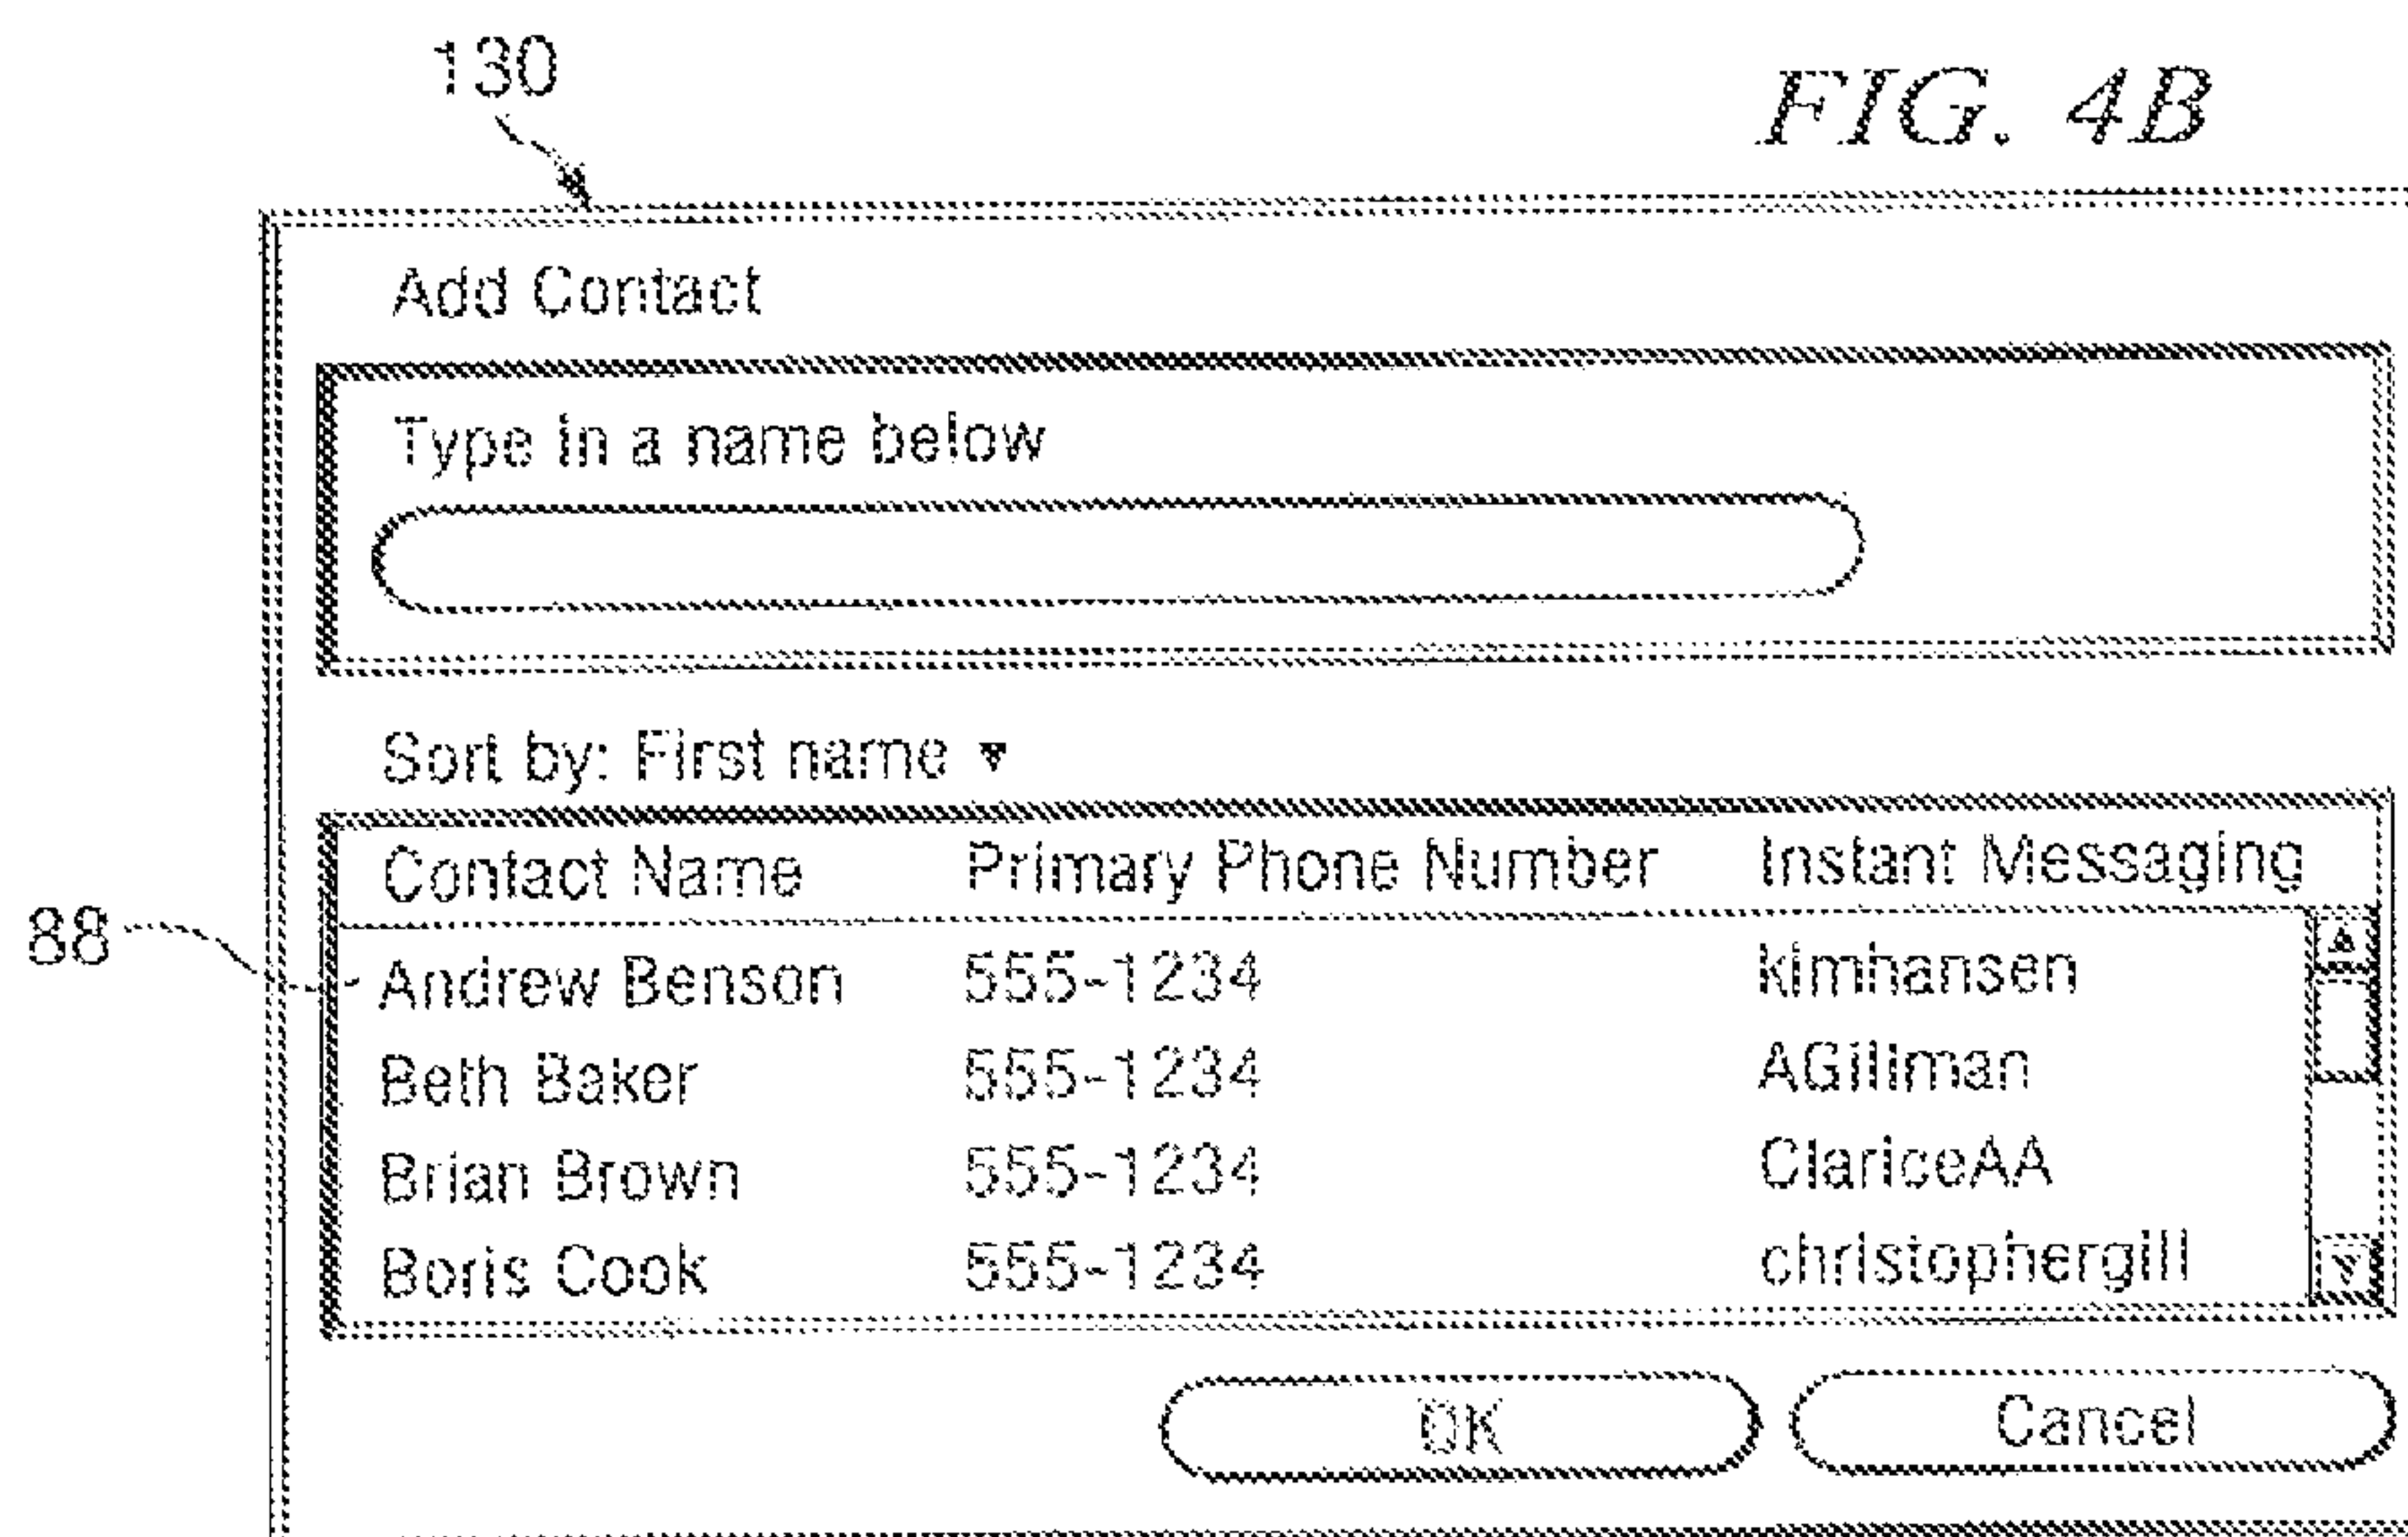 130
FIG. 4B
Add Contact
Type in a name below
Sort by: First name ▾
Contact Name Primary Phone Number Instant Messaging
88
Andrew Benson 555-1234 kimhansen
Beth Baker 555-1234 AGilliman
Brian Brown 555-1234 ClariceAA
Boris Cook 555-1234 christophergill
OK Cancel